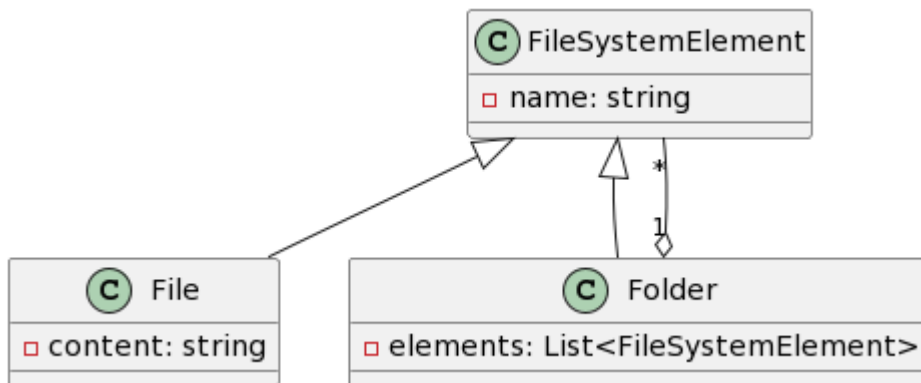 C FileSystemElement
name: string
*
1
C File
content: string
C Folder
elements: List<FileSystemElement>